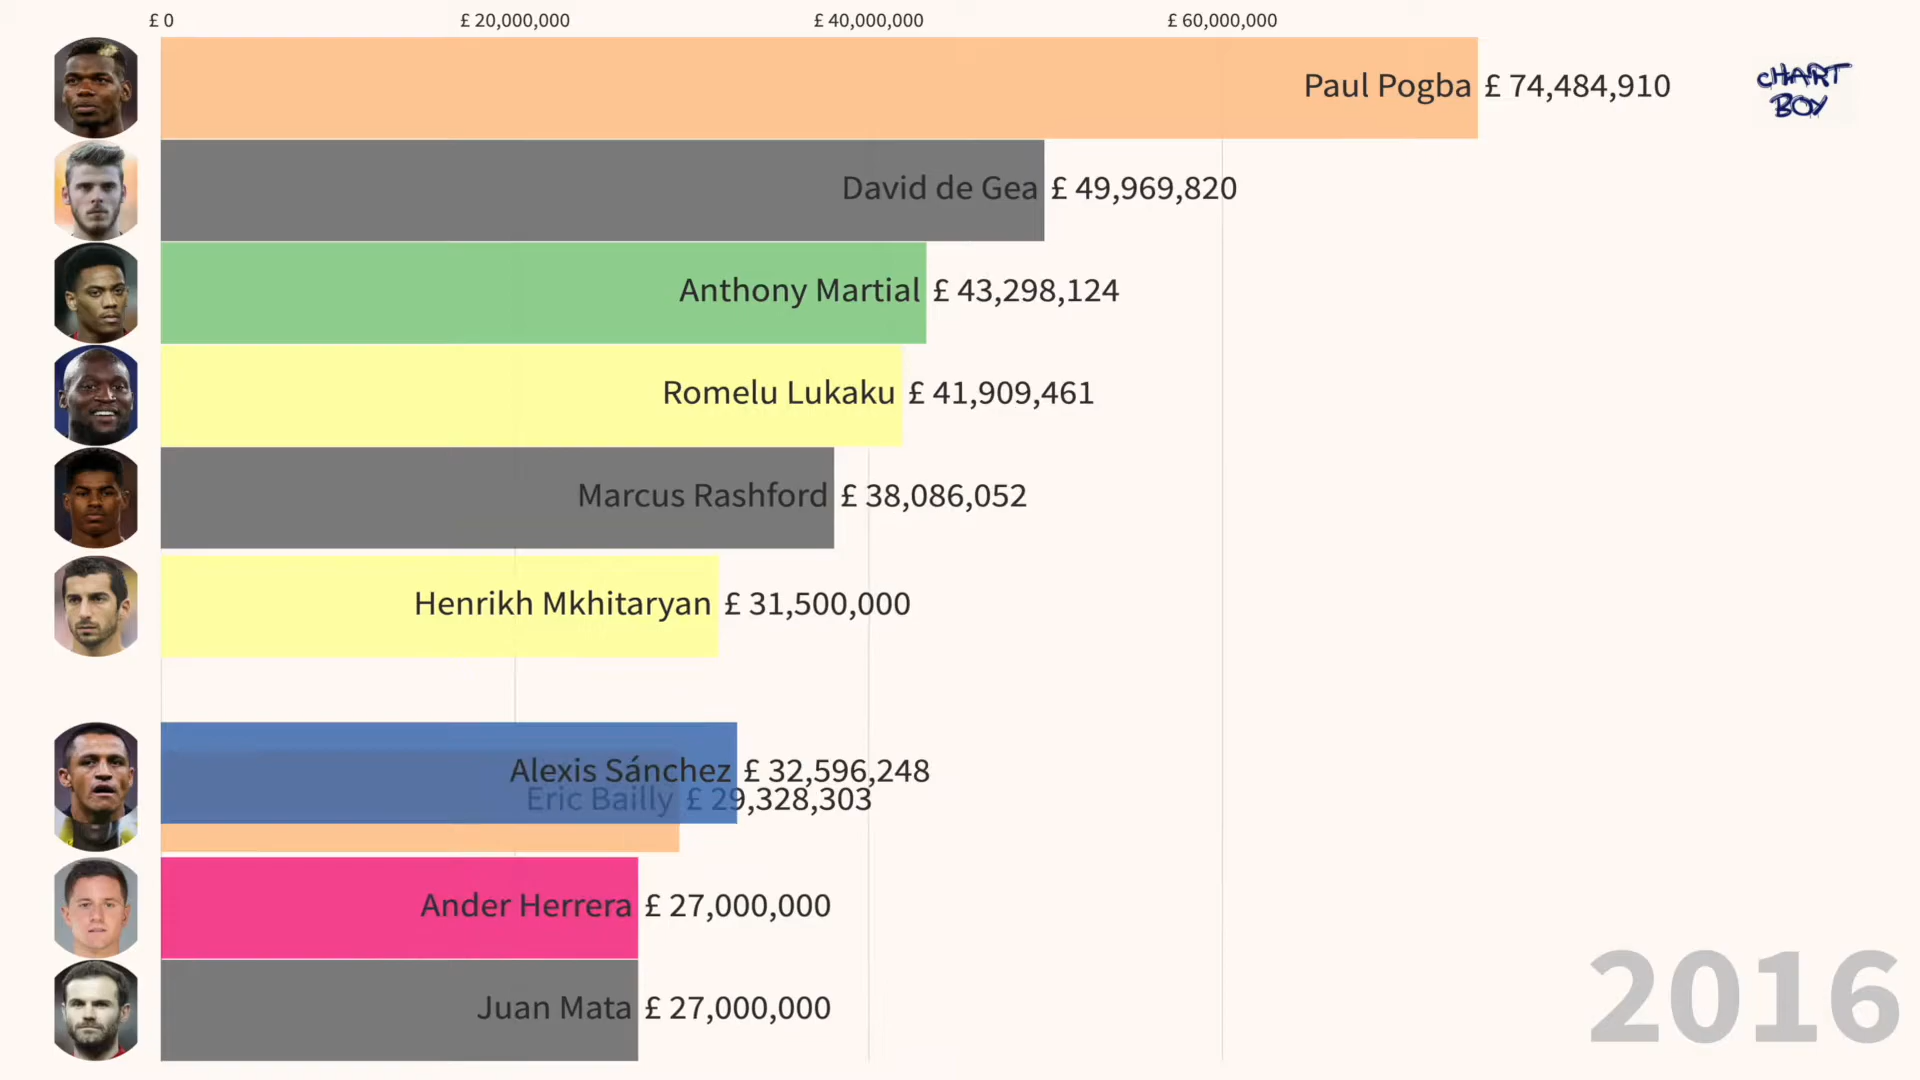 £ 0 £ 20,000,000 £ 40,000,000 £ 60,000,000
Paul Pogba £ 74,484,910
CHART
BOY
David de Gea £ 49,969,820
Anthony Martial £ 43,298,124
Romelu Lukaku £ 41,909,461
Marcus Rashford £ 38,086,052
Henrikh Mkhitaryan £ 31,500,000
Alexis Sánchez £ 32,596,248
Eric Bailly £ 29,328,303
Ander Herrera £ 27,000,000
Juan Mata £ 27,000,000
2016